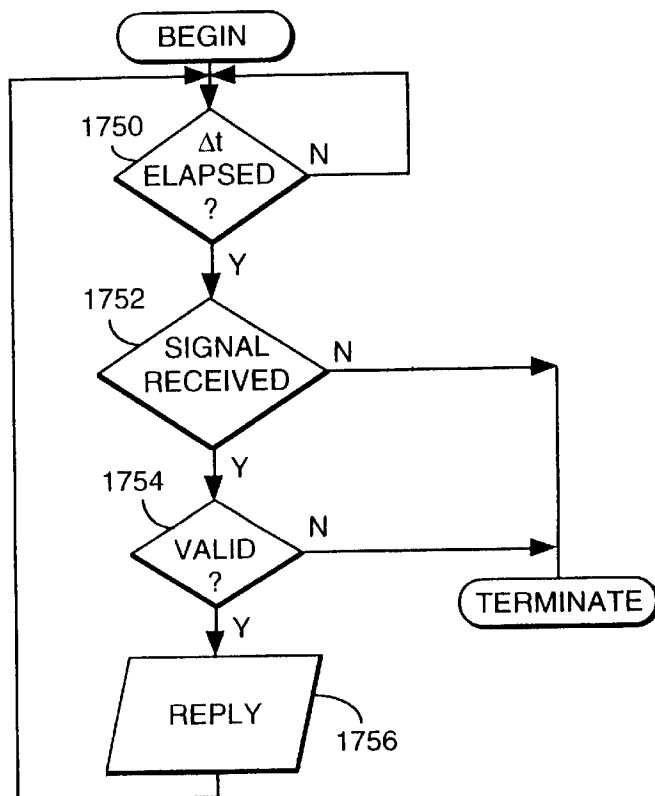 BEGIN
1750
Δt
ELAPSED
?
N
Y
1752
SIGNAL
RECEIVED
N
Y
1754
VALID
?
N
Y
TERMINATE
REPLY
1756